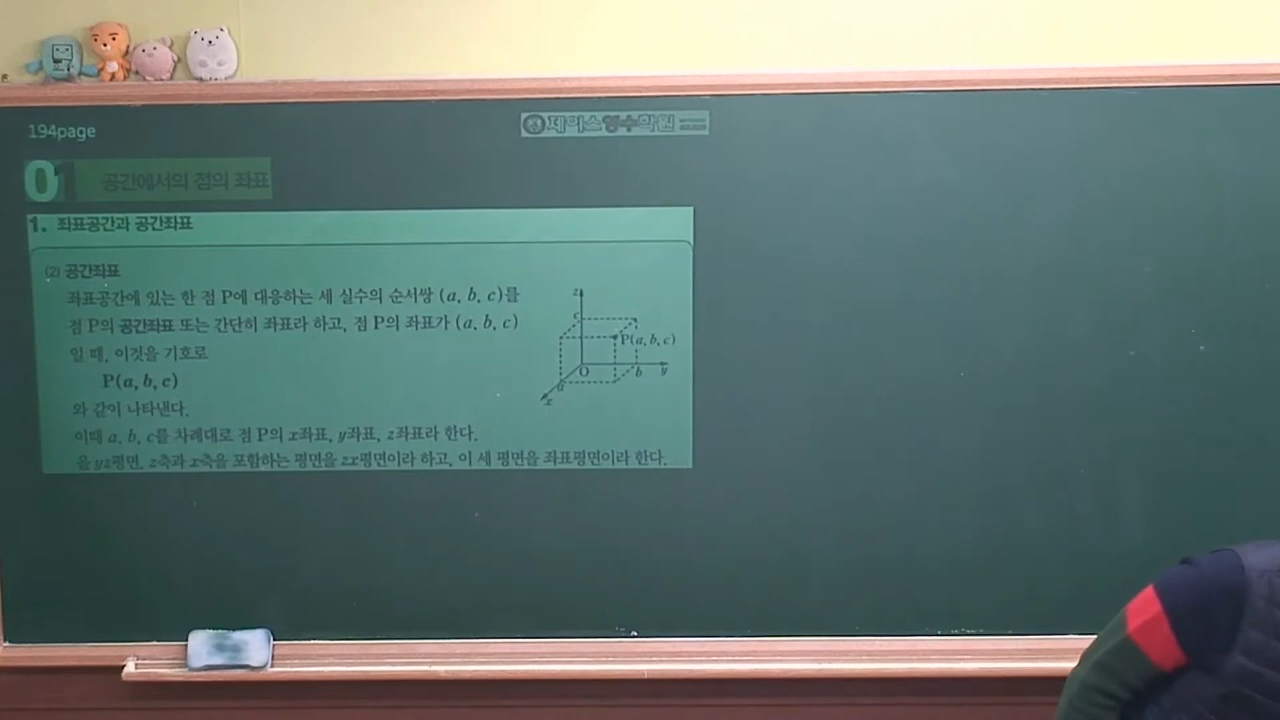 194page
제이스영수학원
01 공간에서의 점의 좌표
1. 좌표공간과 공간좌표
(2) 공간좌표
좌표공간에 있는 한 점 P에 대응하는 세 실수의 순서쌍 (a, b, c)를
점 P의 공간좌표 또는 간단히 좌표라 하고, 점 P의 좌표가 (a, b, c)
일 때, 이것을 기호로
P(a, b, c)
와 같이 나타낸다.
이때 a, b, c를 차례대로 점 P의 x좌표, y좌표, z좌표라 한다.
을 yz평면, z축과 x축을 포함하는 평면을 zx평면이라 하고, 이 세 평면을 좌표평면이라 한다.
z
c
P(a, b, c)
O
b
y
a
x